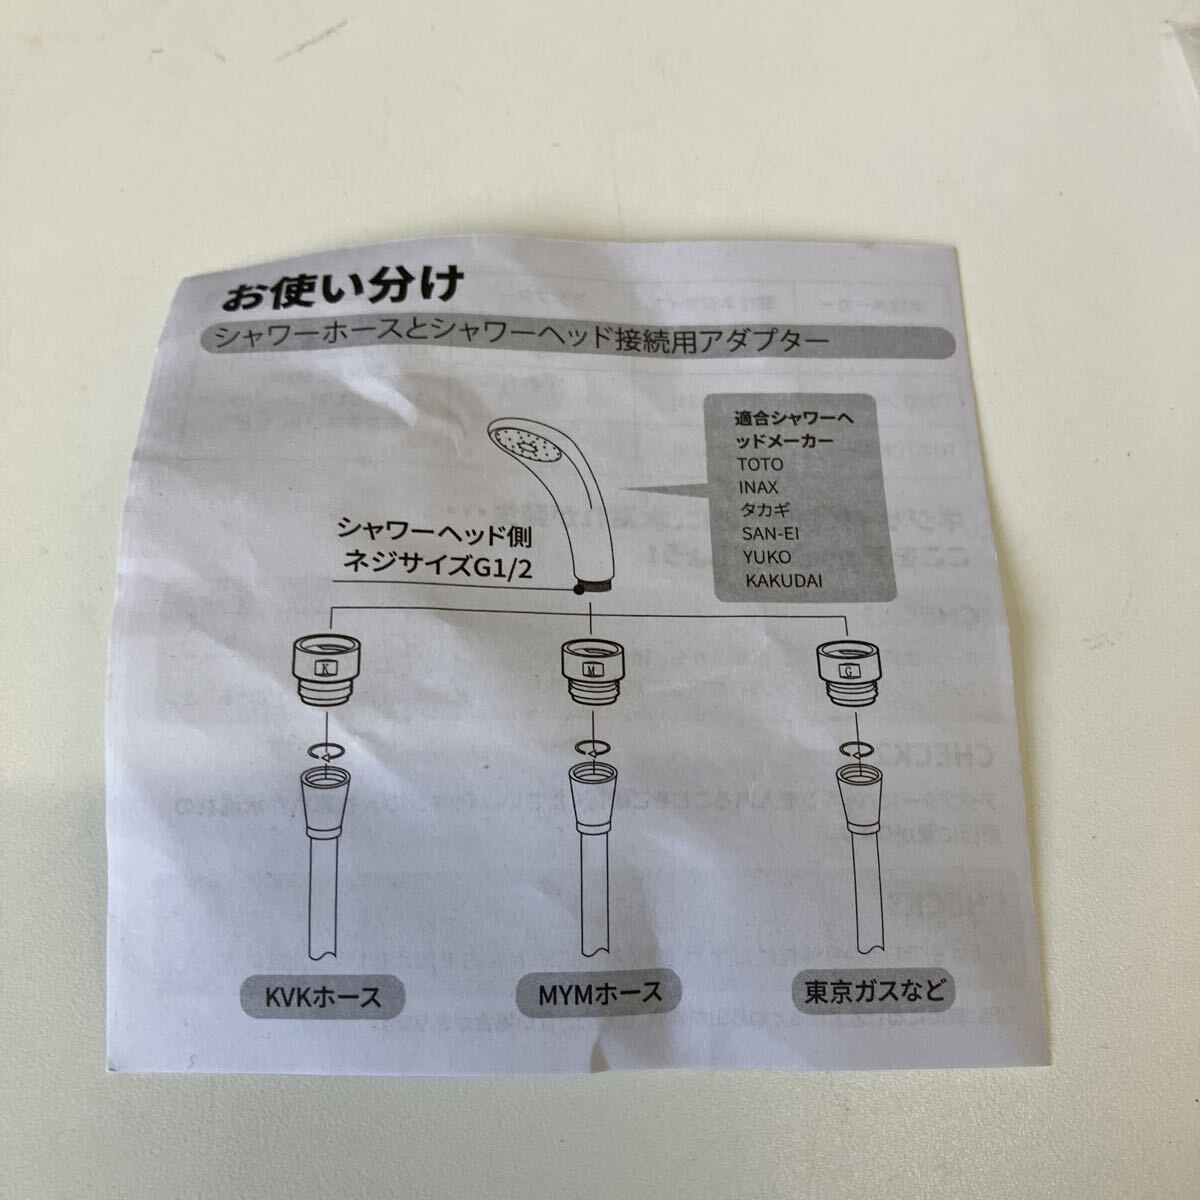 お使い分け
シャワーホースとシャワーヘッド接続用アダプター
適合シャワーヘ
ッドメーカー
TOTO
INAX
タカギ
SAN-EI
YUKO
KAKUDAI
シャワーヘッド側
ネジサイズG1/2
K
M
G
KVKホース
MYMホース
東京ガスなど